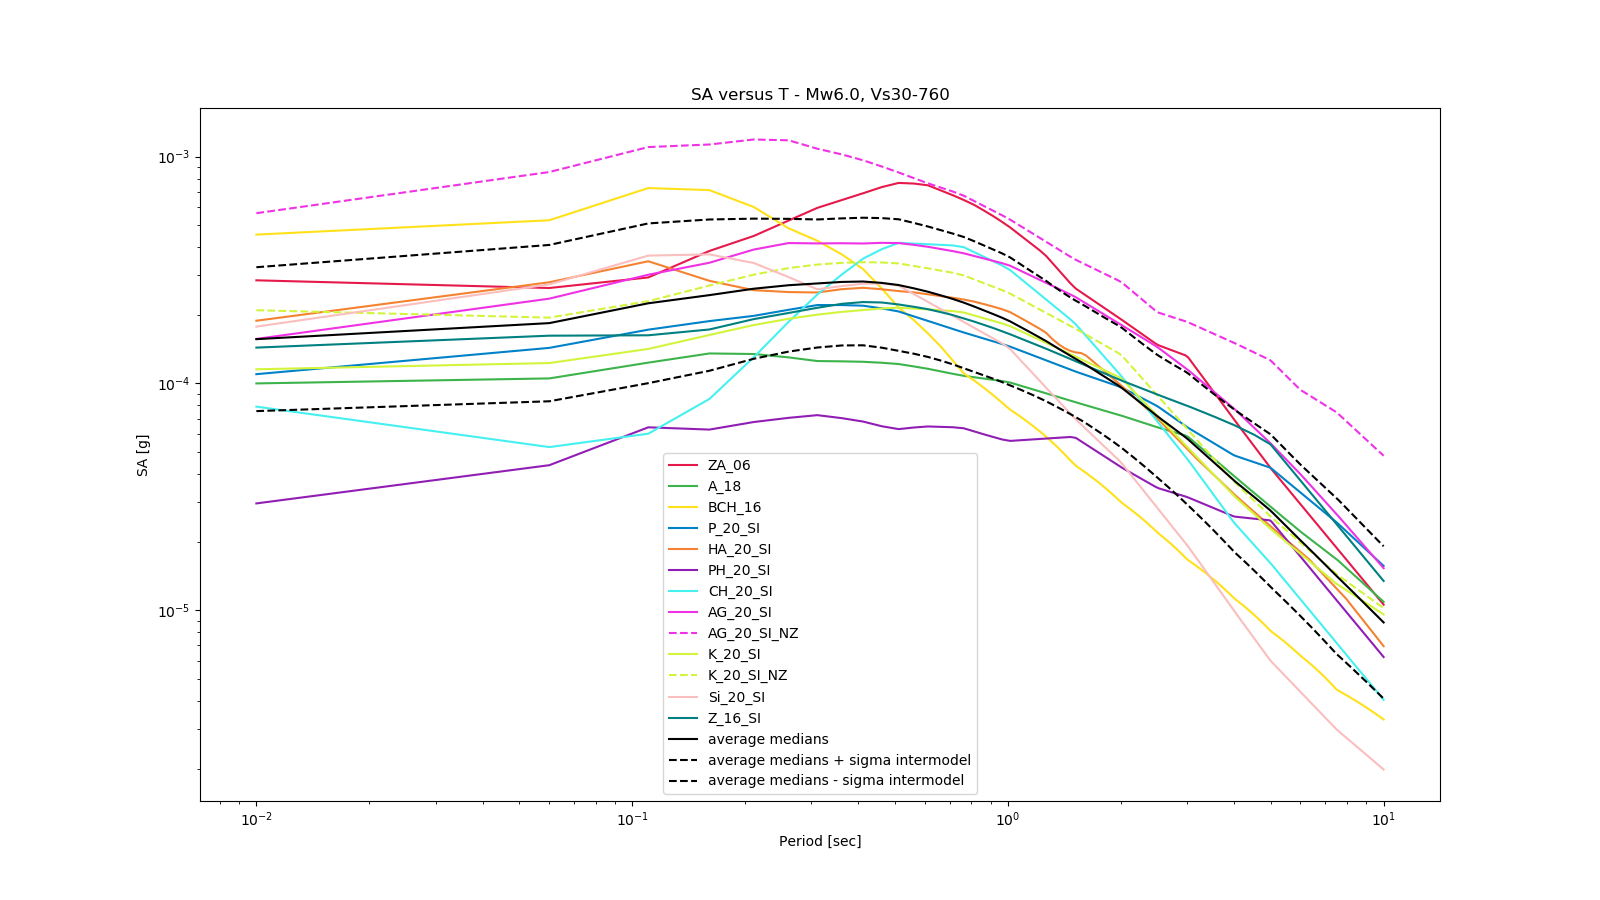 SA versus T - Mw6.0, Vs30-760
SA [g]
10⁻³
10⁻⁴
10⁻⁵
ZA_06
A_18
BCH_16
P_20_SI
HA_20_SI
PH_20_SI
CH_20_SI
AG_20_SI
AG_20_SI_NZ
K_20_SI
K_20_SI_NZ
Si_20_SI
Z_16_SI
average medians
average medians + sigma intermodel
average medians - sigma intermodel
10⁻² 10⁻¹ 10⁰ 10¹
Period [sec]